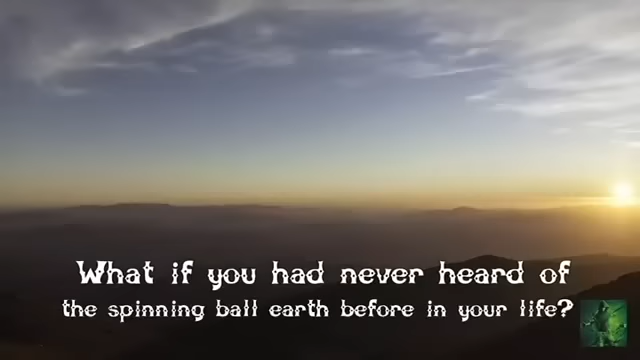 What if you had never heard of
the spinning ball earth before in your life?